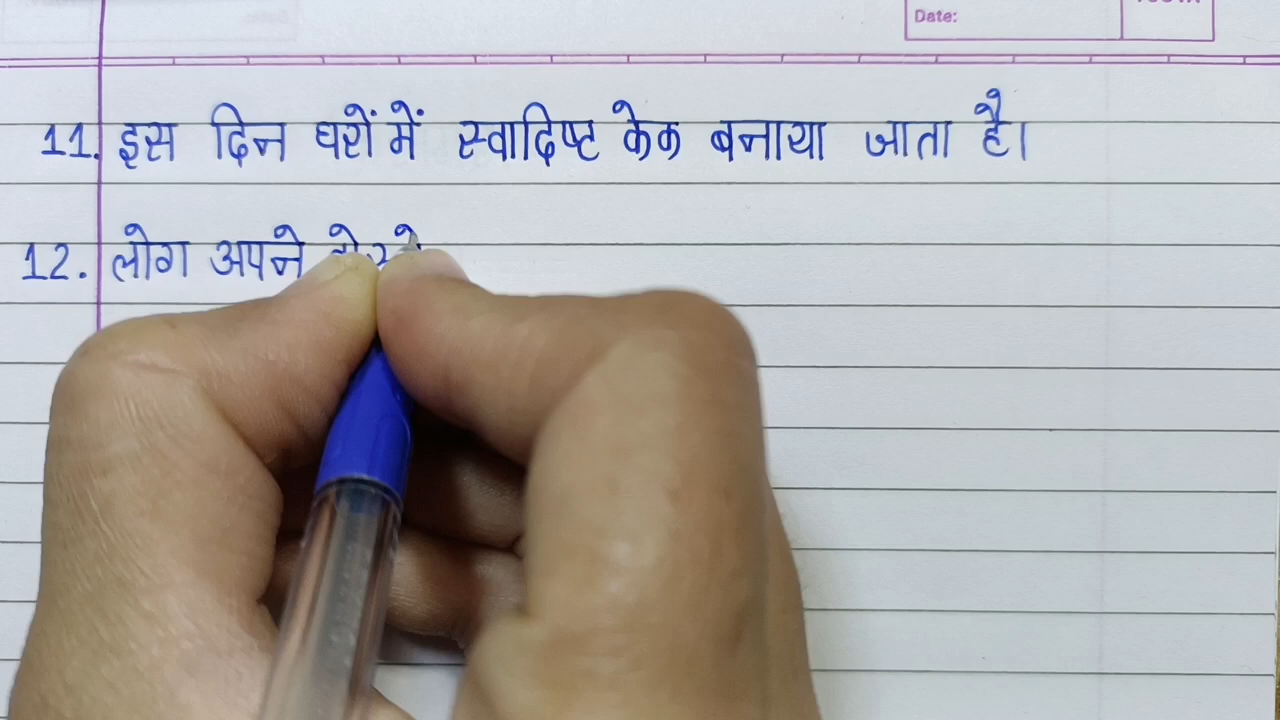 Date:
11. इस दिन घरों में स्वादिष्ट केक बनाया जाता है।
12. लोग अपने